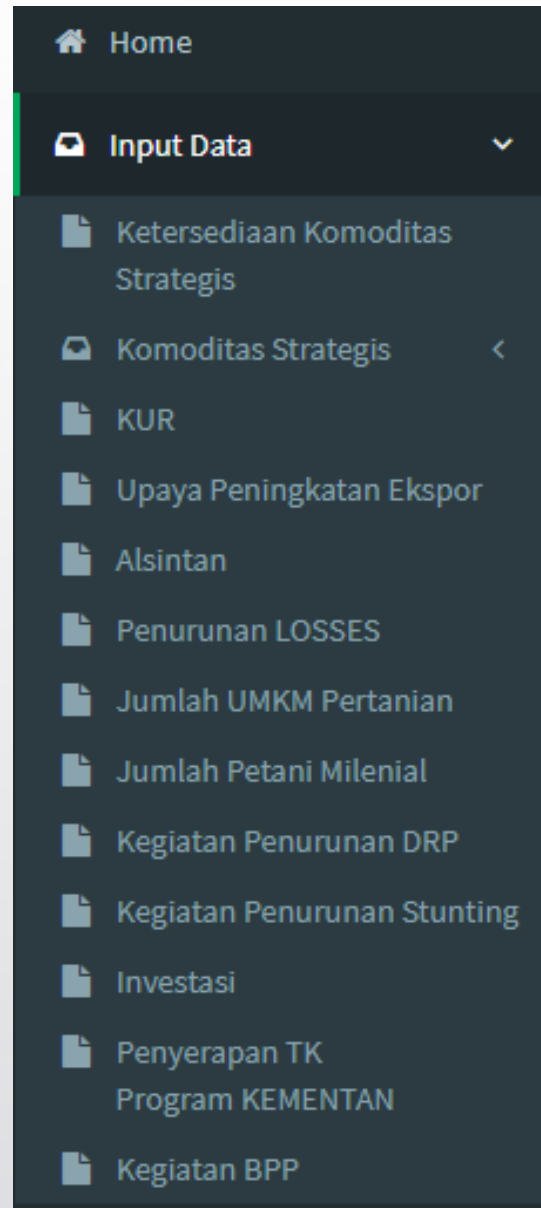 Home
Input Data
Ketersediaan Komoditas
Strategis
Komoditas Strategis
KUR
Upaya Peningkatan Ekspor
Alsintan
Penurunan LOSSES
Jumlah UMKM Pertanian
Jumlah Petani Milenial
Kegiatan Penurunan DRP
Kegiatan Penurunan Stunting
Investasi
Penyerapan TK
Program KEMENTAN
Kegiatan BPP